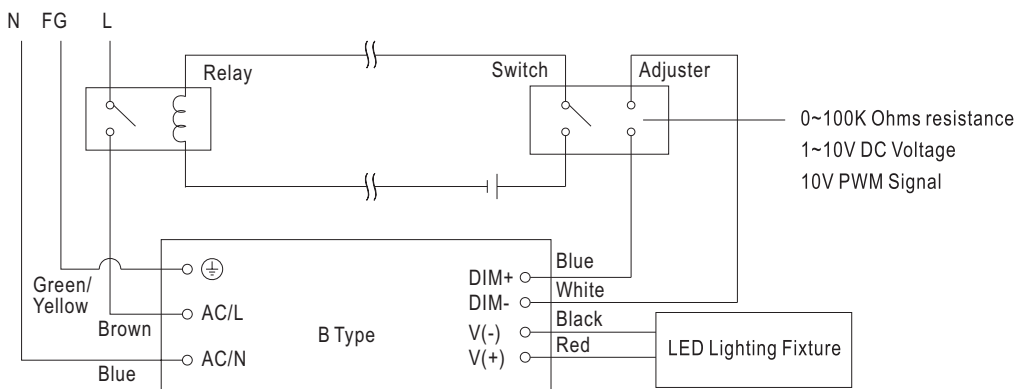 N FG L
Relay
Switch
Adjuster
0~100K Ohms resistance
1~10V DC Voltage
10V PWM Signal
Green/
Yellow
Brown
Blue
AC/L
AC/N
B Type
DIM+
DIM-
V(-)
V(+)
Blue
White
Black
Red
LED Lighting Fixture